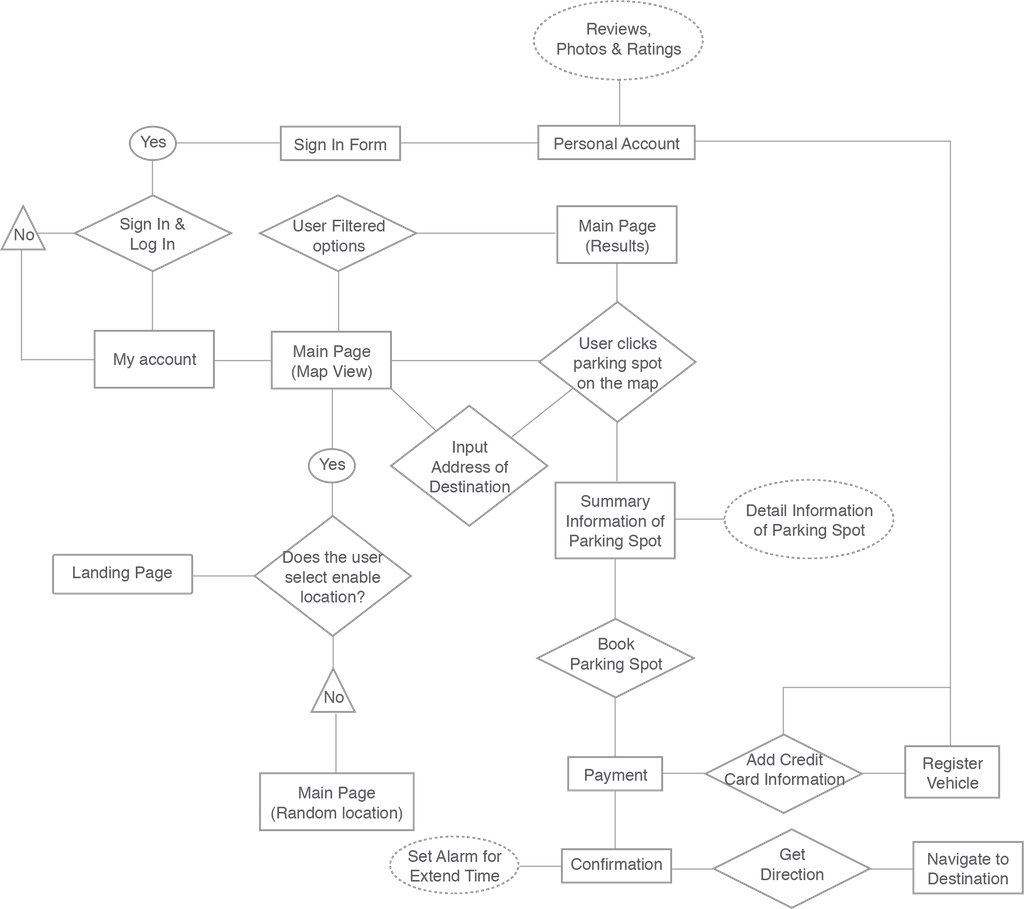 Reviews,
Photos & Ratings
Yes
Sign In Form
Personal Account
No
Sign In &
Log In
User Filtered
options
Main Page
(Results)
My account
Main Page
(Map View)
User clicks
parking spot
on the map
Yes
Input
Address of
Destination
Summary
Information of
Parking Spot
Detail Information
of Parking Spot
Landing Page
Does the user
select enable
location?
Book
Parking Spot
No
Main Page
(Random location)
Payment
Add Credit
Card Information
Register
Vehicle
Set Alarm for
Extend Time
Confirmation
Get
Direction
Navigate to
Destination